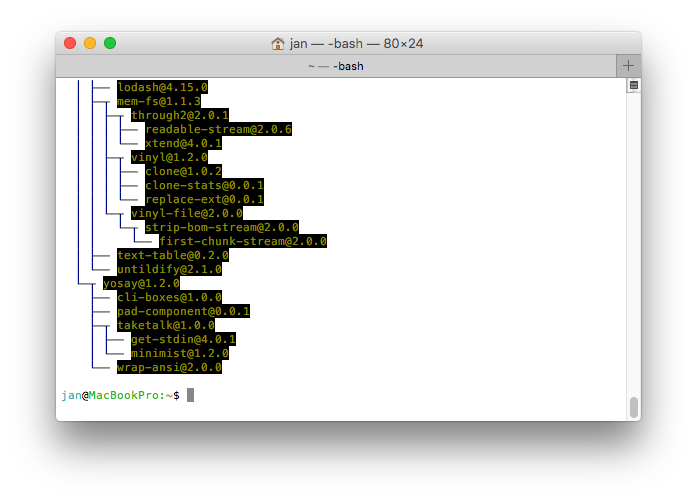 jan — -bash — 80×24
~ — -bash
│ │ ├── lodash@4.15.0
│ │ ├─┬ mem-fs@1.1.3
│ │ │ ├─┬ through2@2.0.1
│ │ │ │ ├── readable-stream@2.0.6
│ │ │ │ └── xtend@4.0.1
│ │ │ ├─┬ vinyl@1.2.0
│ │ │ │ ├── clone@1.0.2
│ │ │ │ ├── clone-stats@0.0.1
│ │ │ │ └── replace-ext@0.0.1
│ │ │ └─┬ vinyl-file@2.0.0
│ │ │   └─┬ strip-bom-stream@2.0.0
│ │ │     └── first-chunk-stream@2.0.0
│ │ ├── text-table@0.2.0
│ │ └── untildify@2.1.0
│ └─┬ yosay@1.2.0
│   ├── cli-boxes@1.0.0
│   ├── pad-component@0.0.1
│   ├─┬ taketalk@1.0.0
│   │ ├── get-stdin@4.0.1
│   │ └── minimist@1.2.0
│   └── wrap-ansi@2.0.0
jan@MacBookPro:~$